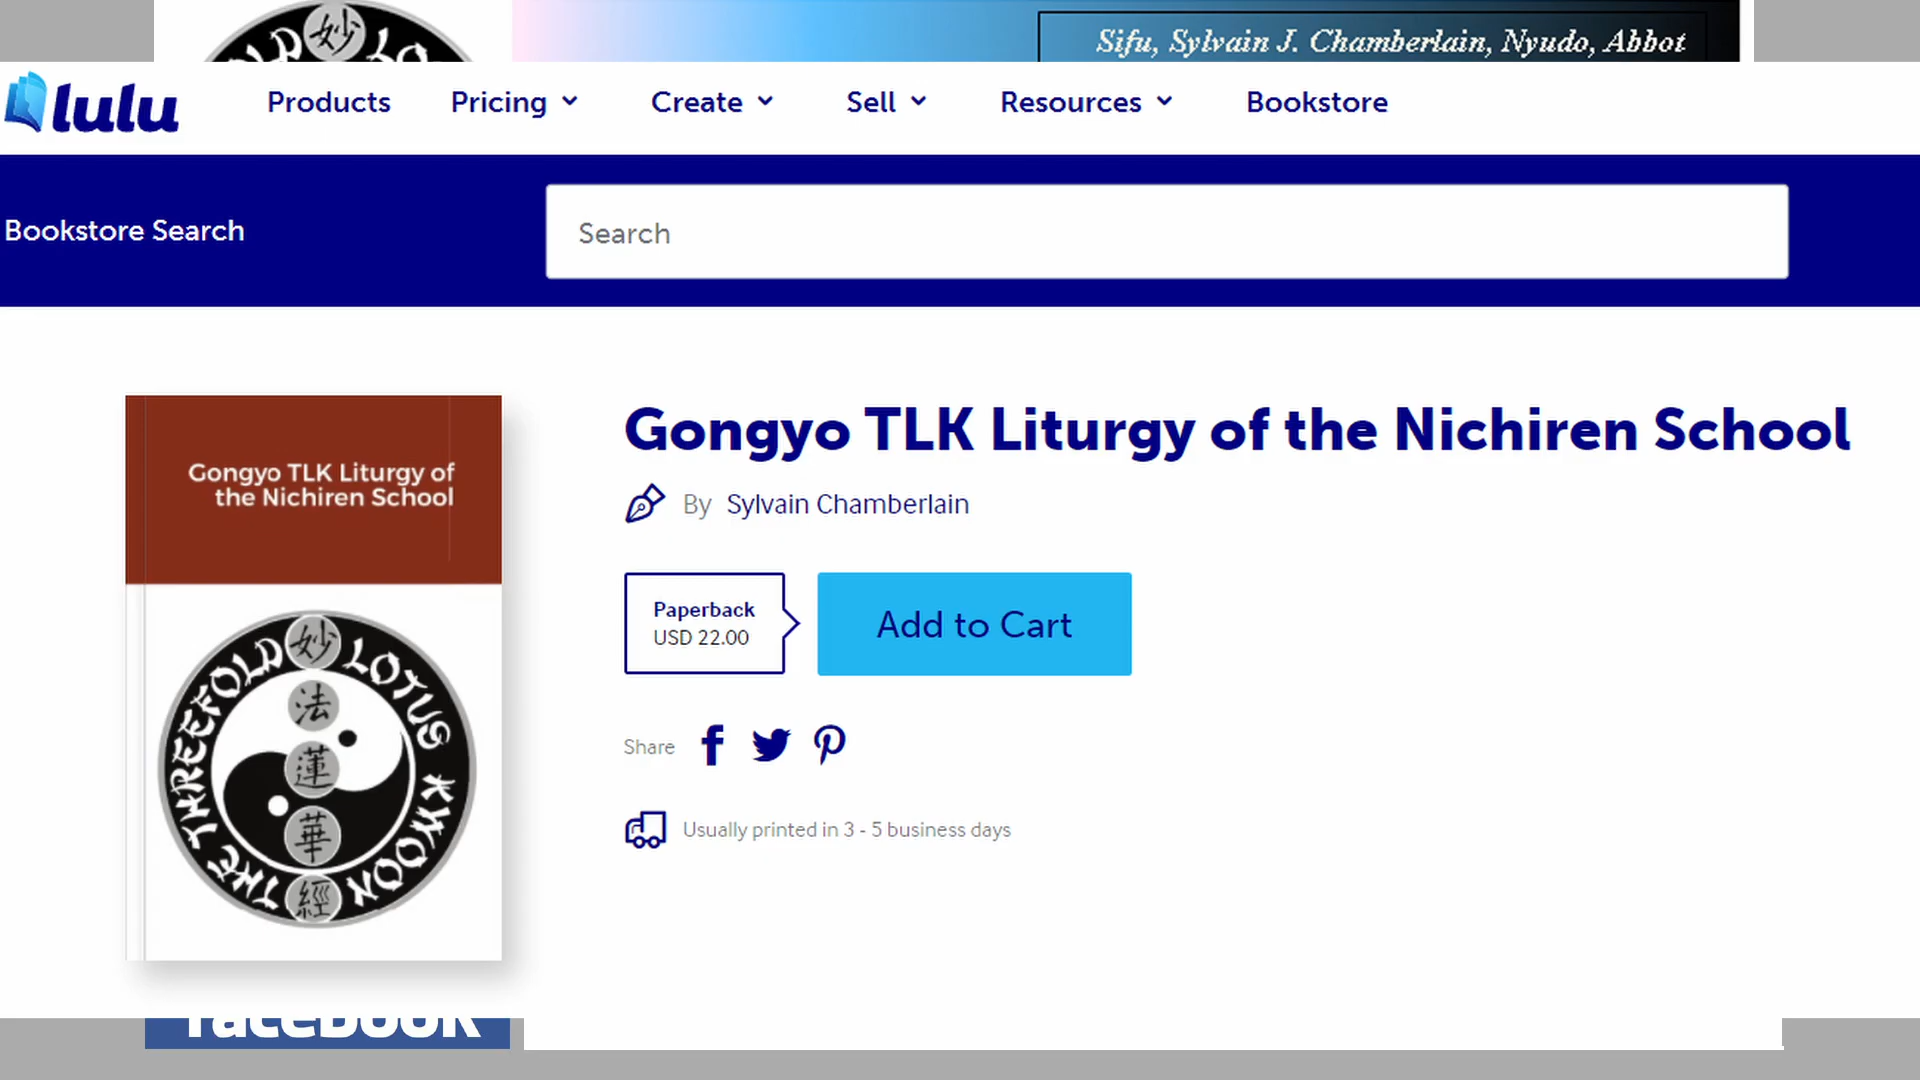 妙
Sifu, Sylvain J. Chamberlain, Nyudo, Abbot
lulu
Products
Pricing
Create
Sell
Resources
Bookstore
Bookstore Search
Search
Gongyo TLK Liturgy of
the Nichiren School
THE THREEFOLD LOTUS KWOON
妙
法
蓮
華
經
Gongyo TLK Liturgy of the Nichiren School
By Sylvain Chamberlain
Paperback
USD 22.00
Add to Cart
Share
Usually printed in 3 - 5 business days
faceBOOK